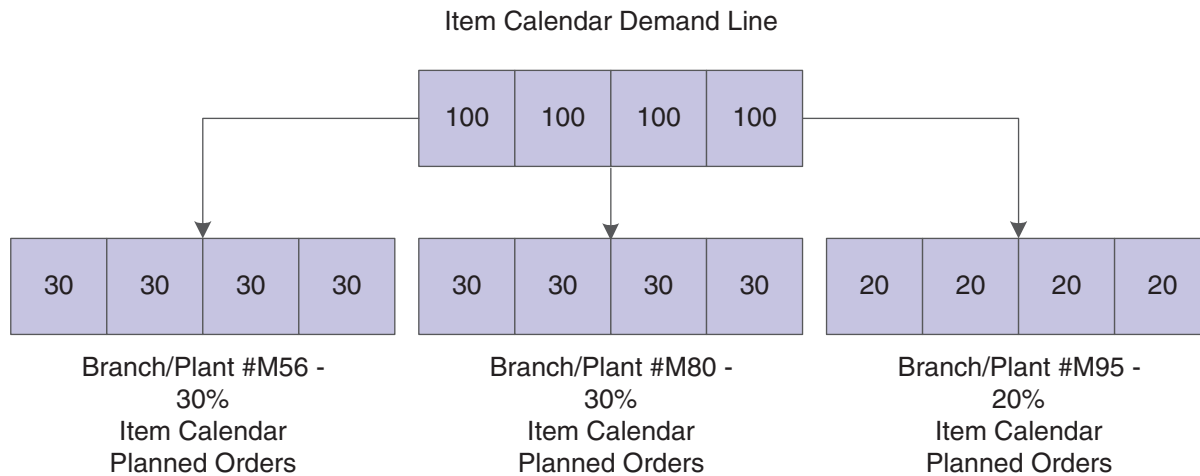 Item Calendar Demand Line
100 100 100 100
30 30 30 30
30 30 30 30
20 20 20 20
Branch/Plant #M56 -
30%
Item Calendar
Planned Orders
Branch/Plant #M80 -
30%
Item Calendar
Planned Orders
Branch/Plant #M95 -
20%
Item Calendar
Planned Orders